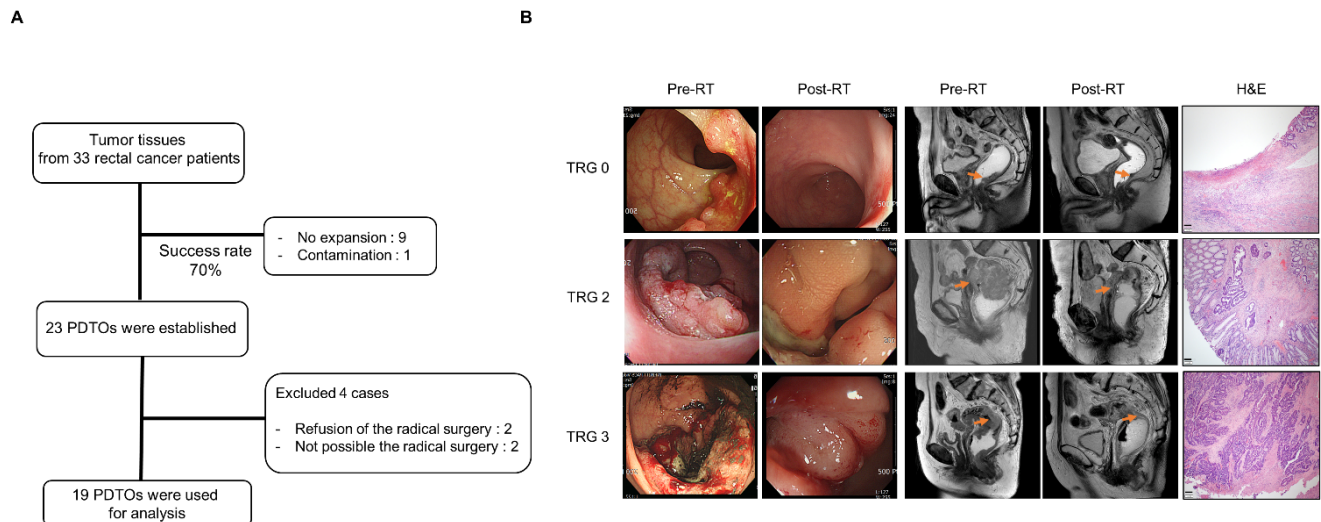 A
Tumor tissues
from 33 rectal cancer patients
Success rate
70%
- No expansion : 9
- Contamination : 1
23 PDTOs were established
Excluded 4 cases
- Refusion of the radical surgery : 2
- Not possible the radical surgery : 2
19 PDTOs were used
for analysis
B
Pre-RT
Post-RT
Pre-RT
Post-RT
H&E
TRG 0
TRG 2
TRG 3